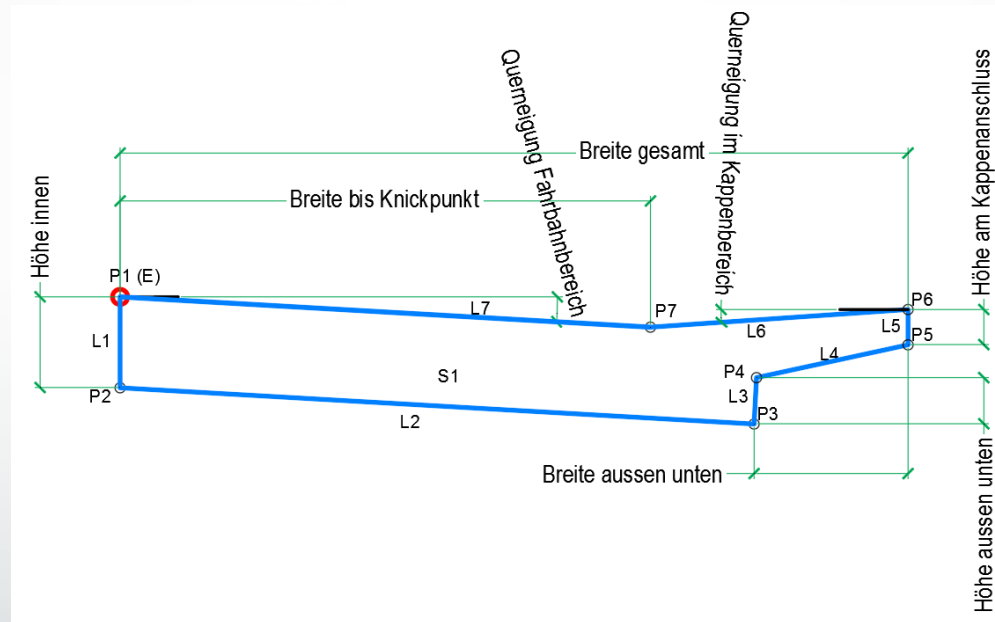 Querneigung Fahrbahnbereich
Querneigung im Kappenbereich
Höhe am Kappenanschluss
Breite gesamt
Breite bis Knickpunkt
Höhe innen
P1 (E)
P6
P7
L7
L6
L5
P5
L1
L4
S1
P4
P2
L3
L2
P3
Breite aussen unten
Höhe aussen unten